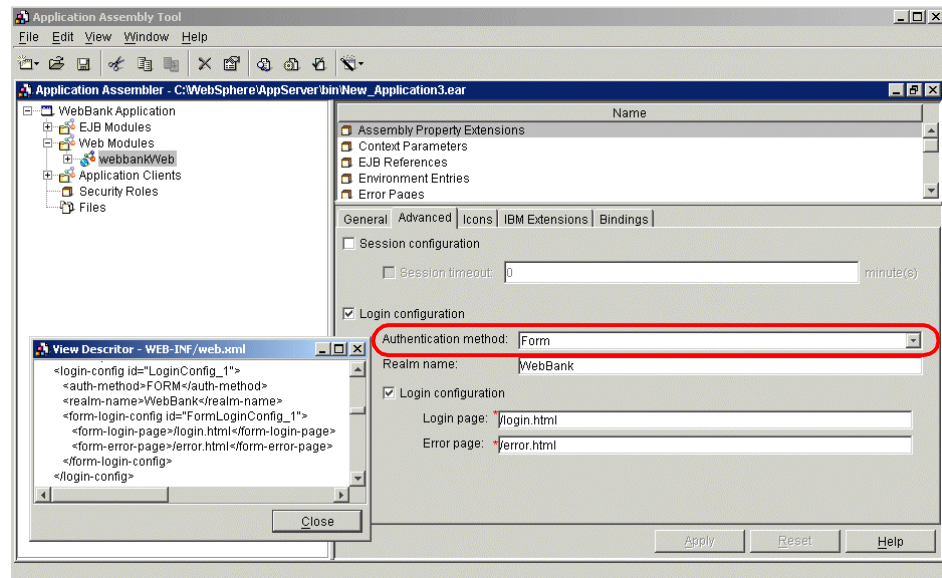 Application Assembly Tool
File Edit View Window Help
Application Assembler - C:\WebSphere\AppServer\bin\New_Application3.ear
WebBank Application
EJB Modules
Web Modules
webbankWeb
Application Clients
Security Roles
Files
Name
Assembly Property Extensions
Context Parameters
EJB References
Environment Entries
Error Pages
General Advanced Icons IBM Extensions Bindings
Session configuration
Session timeout: 0 minute(s)
Login configuration
Authentication method: Form
Realm name: WebBank
Login configuration
Login page: */login.html
Error page: */error.html
View Descritor - WEB-INF/web.xml
<login-config id="LoginConfig_1">
<auth-method>FORM</auth-method>
<realm-name>WebBank</realm-name>
<form-login-config id="FormLoginConfig_1">
<form-login-page>/login.html</form-login-page>
<form-error-page>/error.html</form-error-page>
</form-login-config>
</login-config>
Close
Apply Reset Help